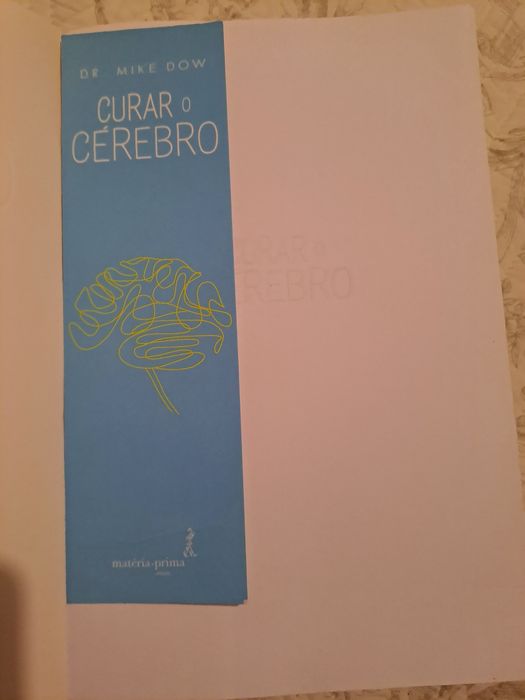 DR. MIKE DOW
CURAR O
CÉREBRO
CURAR O
CÉREBRO
matéria-prima